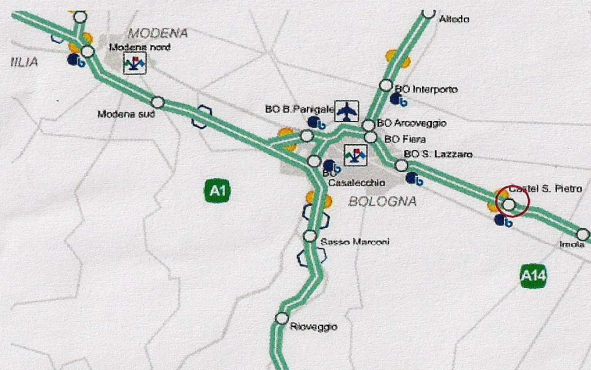 Altedo
MODENA
Modena nord
MILIA
BO Interporto
Modena sud
BO B.Panigale
BO Arcoveggio
BO Fiera
BO S. Lazzaro
BO
Casalecchio
Castel S. Pietro
A1
BOLOGNA
Sasso Marconi
Imola
A14
Rioveggio